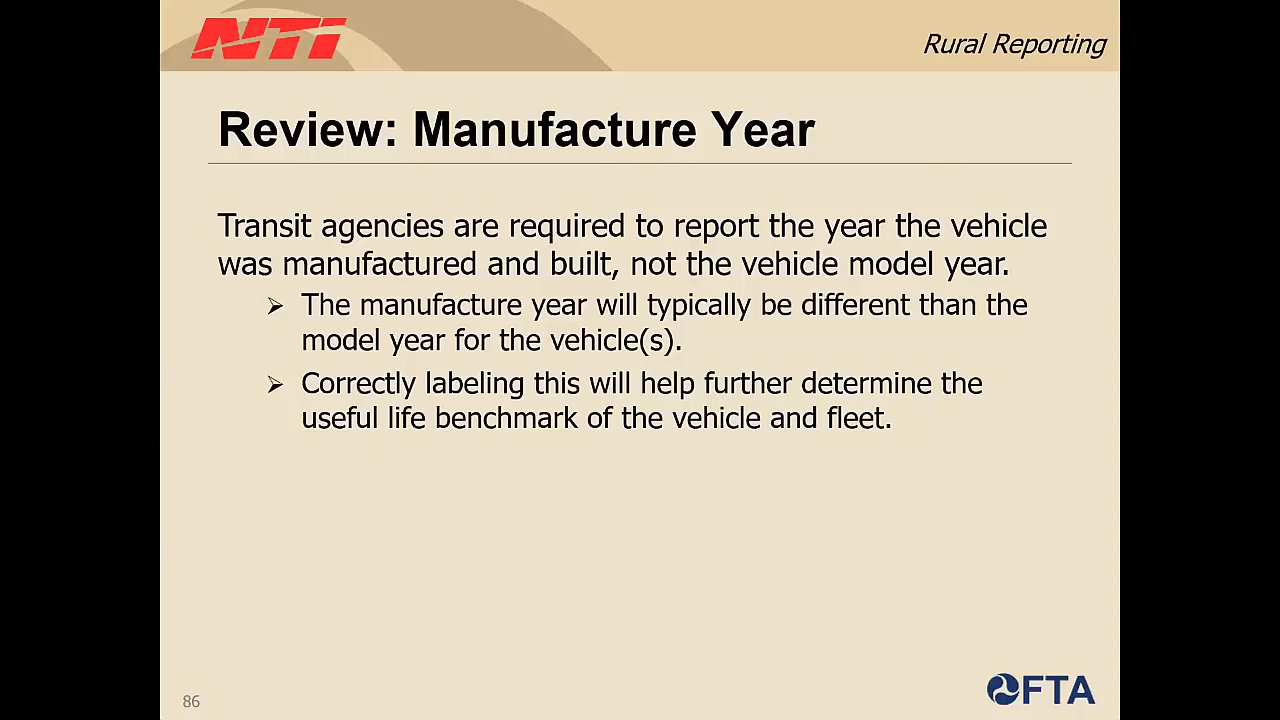 NTI
Rural Reporting
Review: Manufacture Year
Transit agencies are required to report the year the vehicle
was manufactured and built, not the vehicle model year.
➢ The manufacture year will typically be different than the
model year for the vehicle(s).
➢ Correctly labeling this will help further determine the
useful life benchmark of the vehicle and fleet.
86
FTA